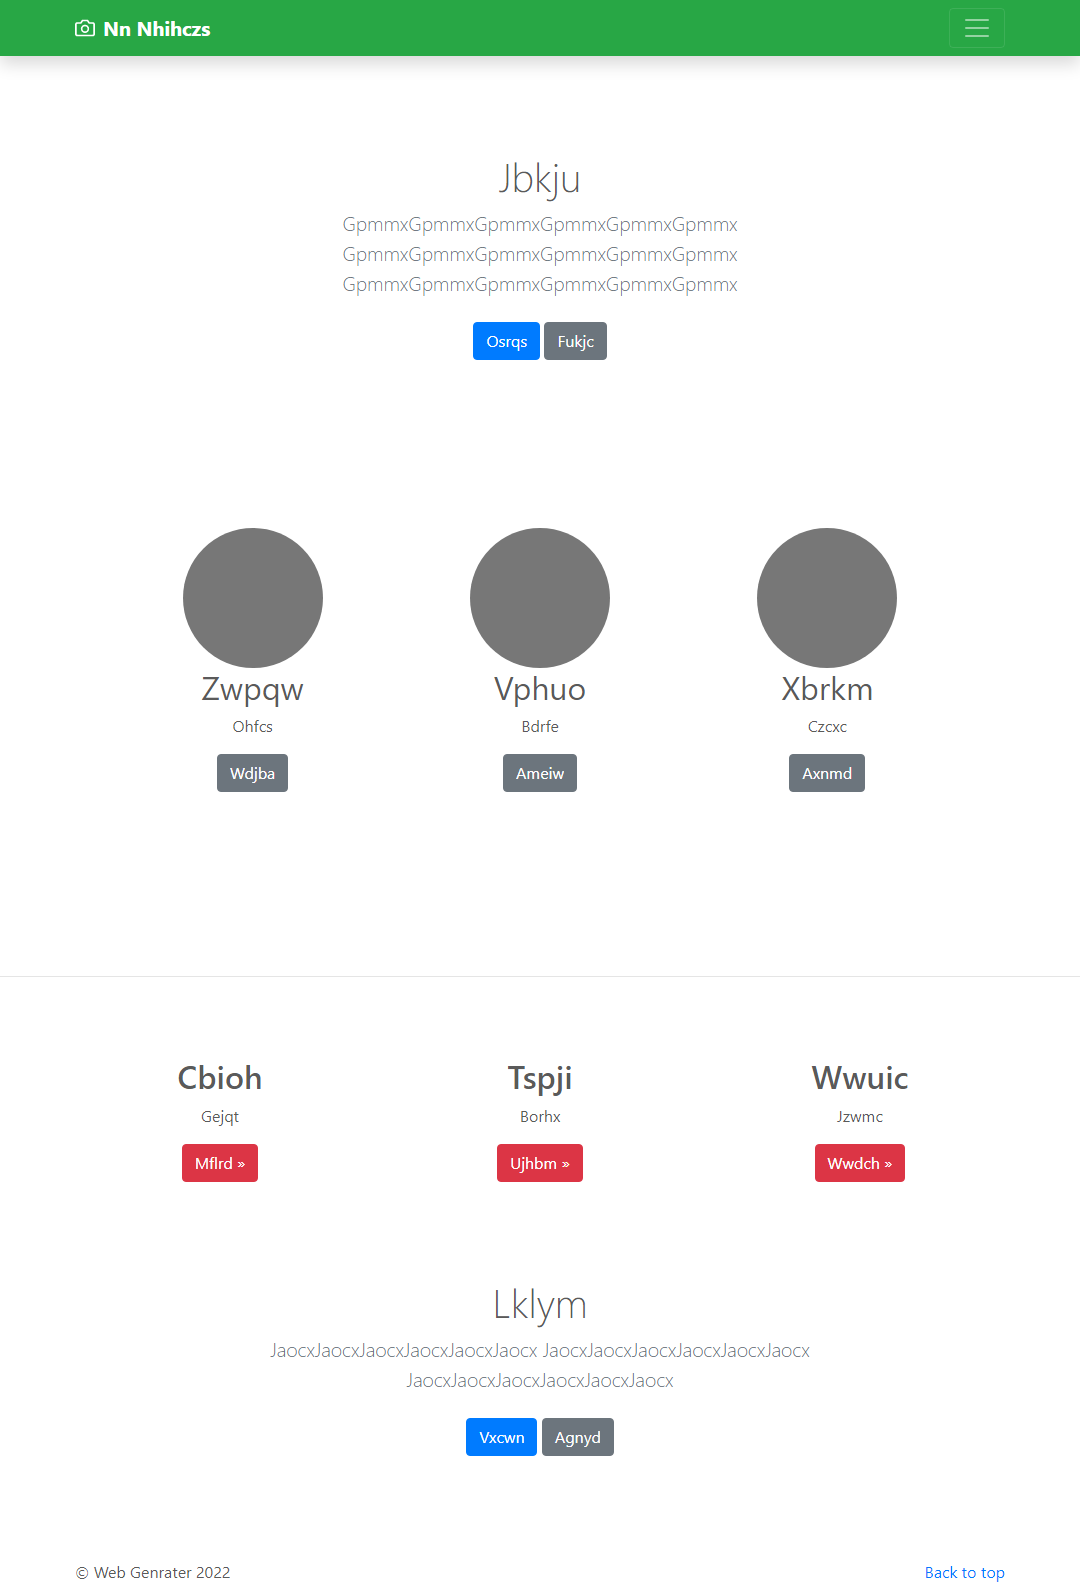 Nn Nhihczs
Jbkju
GpmmxGpmmxGpmmxGpmmxGpmmxGpmmx
GpmmxGpmmxGpmmxGpmmxGpmmxGpmmx
GpmmxGpmmxGpmmxGpmmxGpmmxGpmmx
Osrqs Fukjc
Zwpqw Vphuo Xbrkm
Ohfcs Bdrfe Czcxc
Wdjba Ameiw Axnmd
Cbioh Tspji Wwuic
Gejqt Borhx Jzwmc
Mflrd » Ujhbm » Wwdch »
Lklym
JaocxJaocxJaocxJaocxJaocxJaocx JaocxJaocxJaocxJaocxJaocxJaocx
JaocxJaocxJaocxJaocxJaocxJaocx
Vxcwn Agnyd
© Web Genrater 2022 Back to top